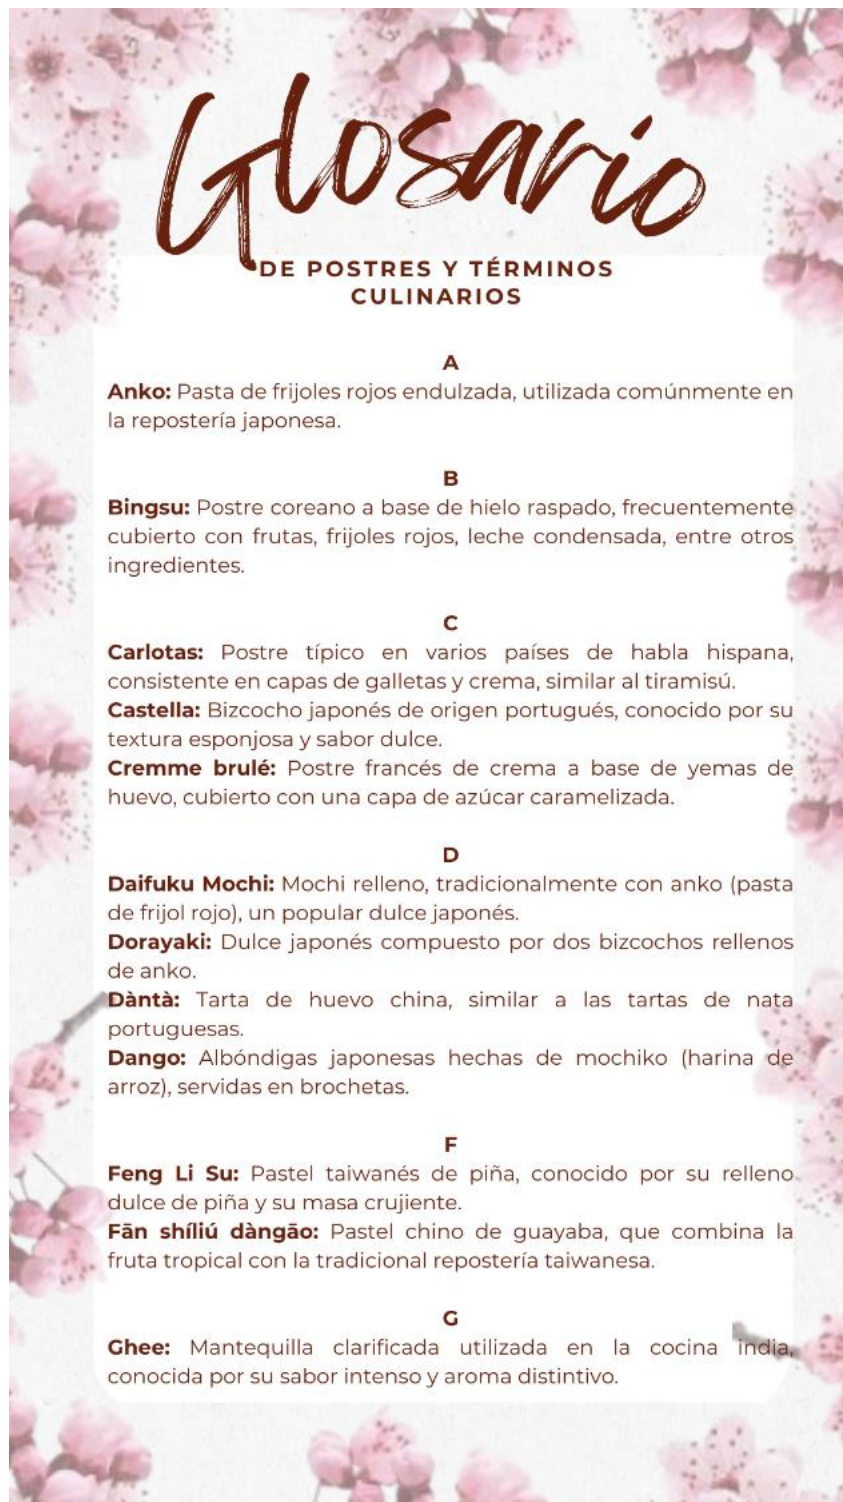 Glosario
DE POSTRES Y TÉRMINOS
CULINARIOS
A
Anko: Pasta de frijoles rojos endulzada, utilizada comúnmente en
la repostería japonesa.
B
Bingsu: Postre coreano a base de hielo raspado, frecuentemente
cubierto con frutas, frijoles rojos, leche condensada, entre otros
ingredientes.
C
Carlotas: Postre típico en varios países de habla hispana,
consistente en capas de galletas y crema, similar al tiramisú.
Castella: Bizcocho japonés de origen portugués, conocido por su
textura esponjosa y sabor dulce.
Cremme brulé: Postre francés de crema a base de yemas de
huevo, cubierto con una capa de azúcar caramelizada.
D
Daifuku Mochi: Mochi relleno, tradicionalmente con anko (pasta
de frijol rojo), un popular dulce japonés.
Dorayaki: Dulce japonés compuesto por dos bizcochos rellenos
de anko.
Dàntà: Tarta de huevo china, similar a las tartas de nata
portuguesas.
Dango: Albóndigas japonesas hechas de mochiko (harina de
arroz), servidas en brochetas.
F
Feng Li Su: Pastel taiwanés de piña, conocido por su relleno
dulce de piña y su masa crujiente.
Fān shíliú dàngāo: Pastel chino de guayaba, que combina la
fruta tropical con la tradicional repostería taiwanesa.
G
Ghee: Mantequilla clarificada utilizada en la cocina india,
conocida por su sabor intenso y aroma distintivo.